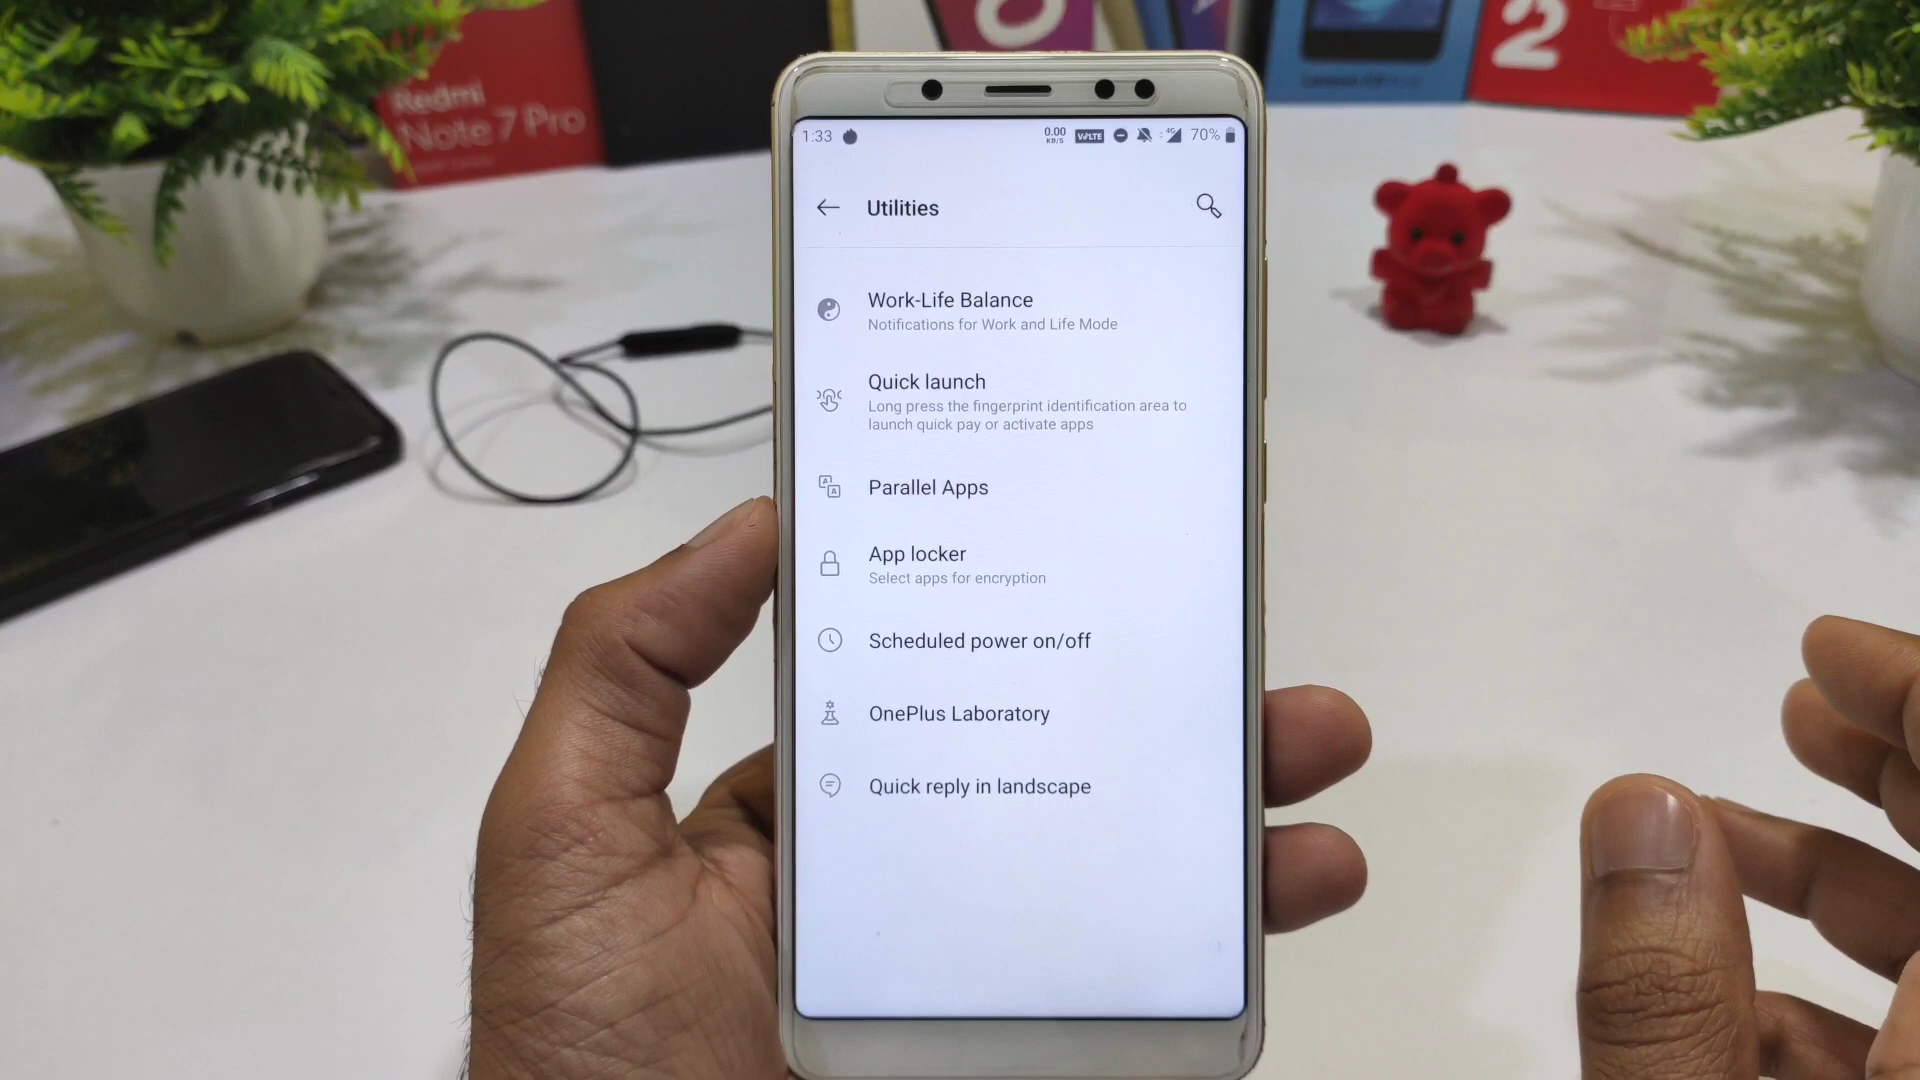 Redmi
Note 7 Pro
2
1:33
0.00
KB/S
VoLTE
4G
70%
Utilities
Work-Life Balance
Notifications for Work and Life Mode
Quick launch
Long press the fingerprint identification area to
launch quick pay or activate apps
Parallel Apps
App locker
Select apps for encryption
Scheduled power on/off
OnePlus Laboratory
Quick reply in landscape